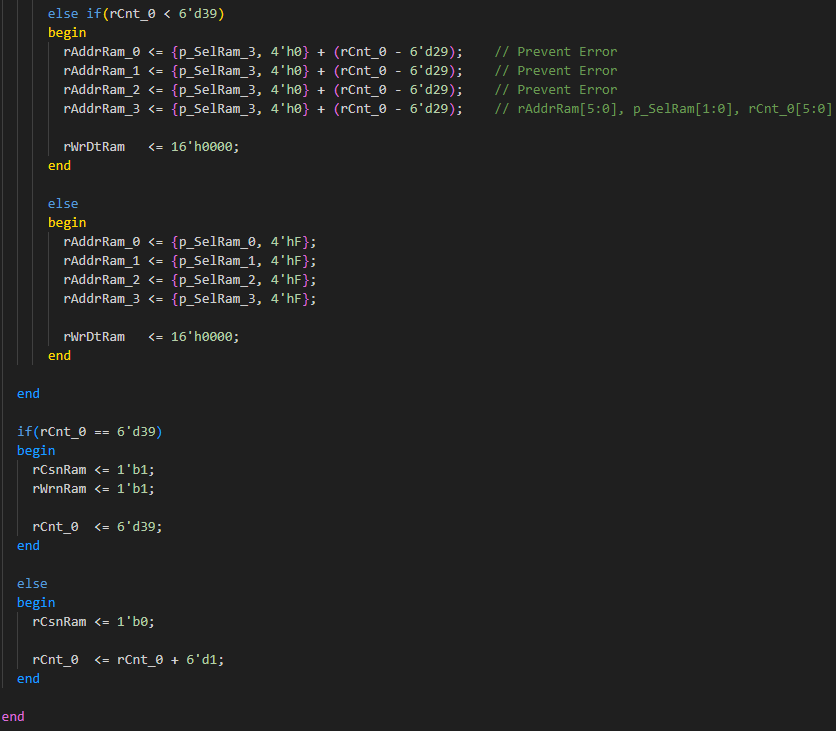 else if(rCnt_0 < 6'd39)
begin
rAddrRam_0 <= {p_SelRam_3, 4'h0} + (rCnt_0 - 6'd29); // Prevent Error
rAddrRam_1 <= {p_SelRam_3, 4'h0} + (rCnt_0 - 6'd29); // Prevent Error
rAddrRam_2 <= {p_SelRam_3, 4'h0} + (rCnt_0 - 6'd29); // Prevent Error
rAddrRam_3 <= {p_SelRam_3, 4'h0} + (rCnt_0 - 6'd29); // rAddrRam[5:0], p_SelRam[1:0], rCnt_0[5:0]
rWrDtRam <= 16'h0000;
end
else
begin
rAddrRam_0 <= {p_SelRam_0, 4'hF};
rAddrRam_1 <= {p_SelRam_1, 4'hF};
rAddrRam_2 <= {p_SelRam_2, 4'hF};
rAddrRam_3 <= {p_SelRam_3, 4'hF};
rWrDtRam <= 16'h0000;
end
end
if(rCnt_0 == 6'd39)
begin
rCsnRam <= 1'b1;
rWrnRam <= 1'b1;
rCnt_0 <= 6'd39;
end
else
begin
rCsnRam <= 1'b0;
rCnt_0 <= rCnt_0 + 6'd1;
end
end